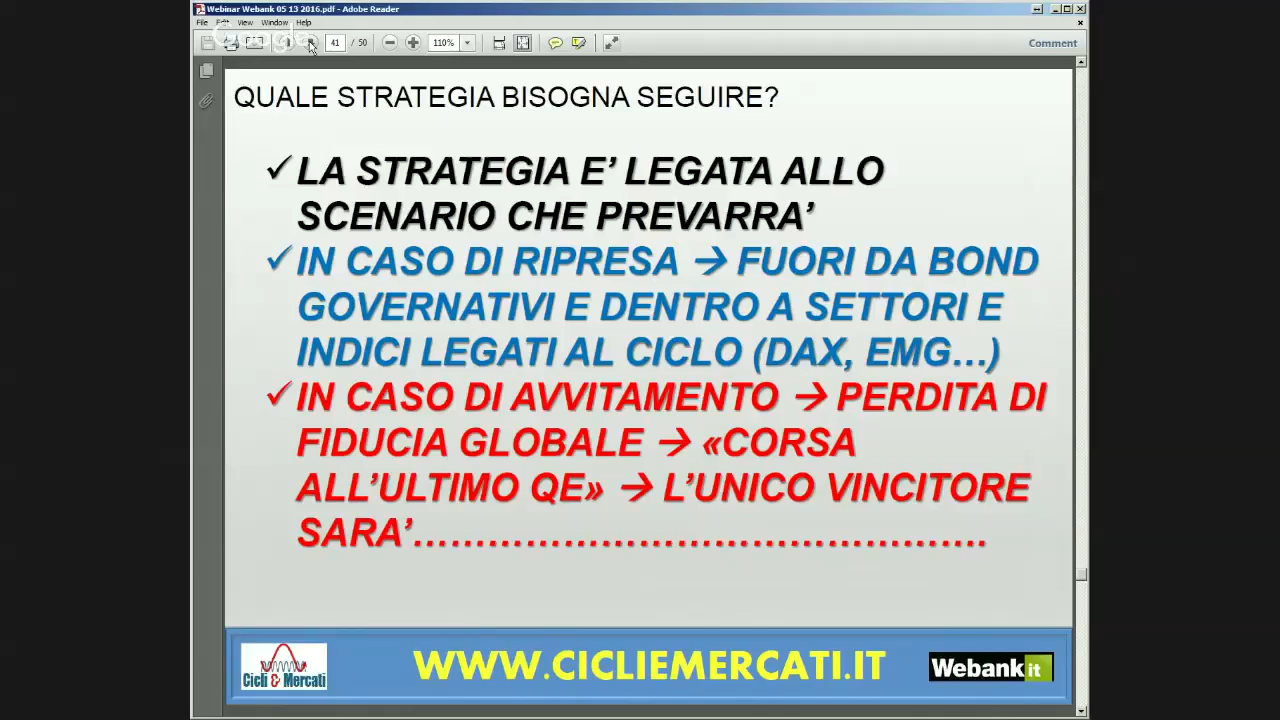 Webinar Webank 05 13 2016.pdf - Adobe Reader
File Edit View Window Help
Google
41 / 50 110% Comment
QUALE STRATEGIA BISOGNA SEGUIRE?
✓LA STRATEGIA E’ LEGATA ALLO
SCENARIO CHE PREVARRA’
✓IN CASO DI RIPRESA → FUORI DA BOND
GOVERNATIVI E DENTRO A SETTORI E
INDICI LEGATI AL CICLO (DAX, EMG…)
✓IN CASO DI AVVITAMENTO → PERDITA DI
FIDUCIA GLOBALE → «CORSA
ALL’ULTIMO QE» → L’UNICO VINCITORE
SARA’……………………………………….
Cicli & Mercati
WWW.CICLIEMERCATI.IT
Webank.it